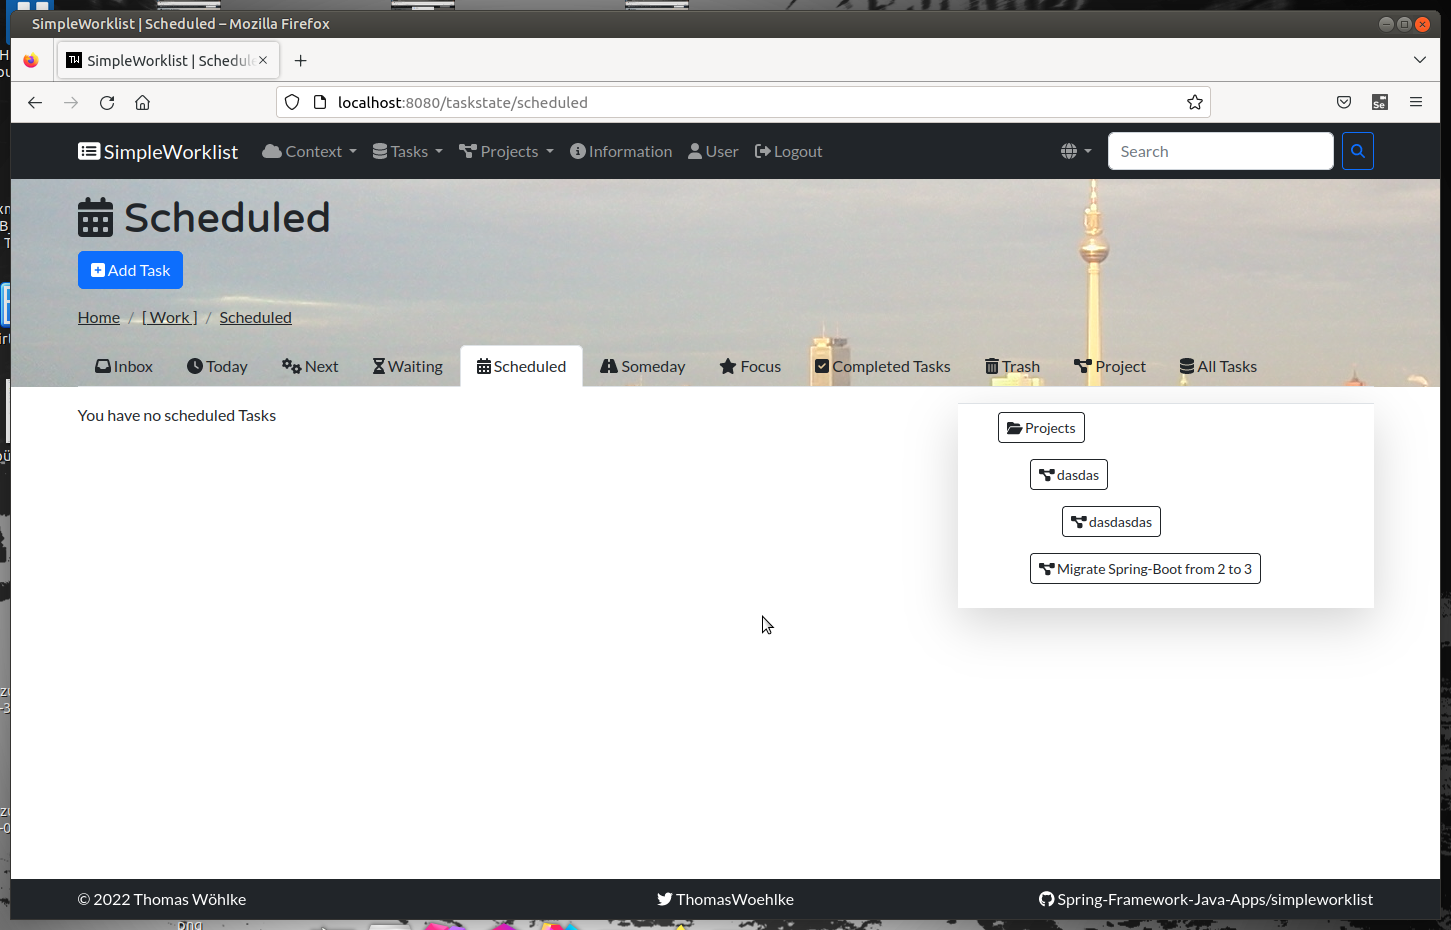 SimpleWorklist | Scheduled – Mozilla Firefox
SimpleWorklist | Schedul
localhost:8080/taskstate/scheduled
SimpleWorklist Context Tasks Projects Information User Logout Search
Scheduled
Add Task
Home / [ Work ] / Scheduled
Inbox Today Next Waiting Scheduled Someday Focus Completed Tasks Trash Project All Tasks
You have no scheduled Tasks
Projects
dasdas
dasdasdas
Migrate Spring-Boot from 2 to 3
© 2022 Thomas Wöhlke ThomasWoehlke Spring-Framework-Java-Apps/simpleworklist
png